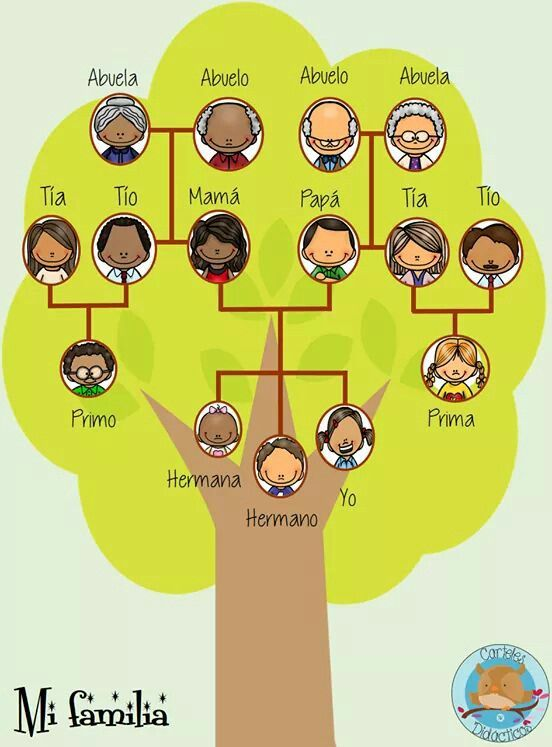 Abuela Abuelo Abuelo Abuela
Tía Tío Mamá Papá Tía Tío
Primo Prima
Hermana
Hermano
Yo
Mi familia
Carteles
Didácticos